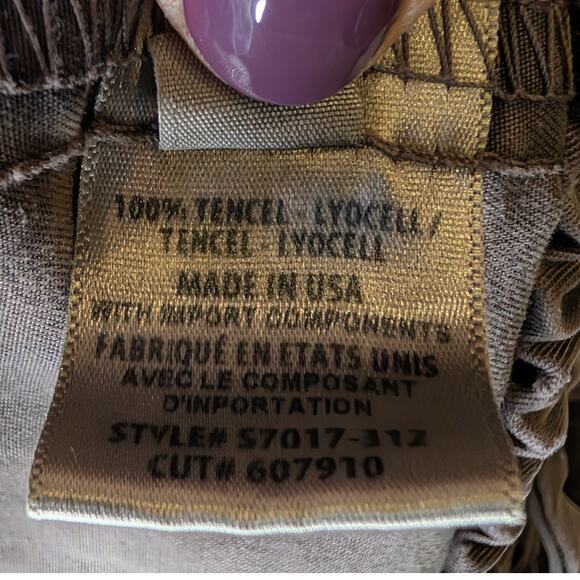 100% TENCEL - LYOCELL /
TENCEL - LYOCELL
MADE IN USA
WITH IMPORT COMPONENTS
FABRIQUÉ EN ETATS UNIS
AVEC LE COMPOSANT
D'INPORTATION
STYLE# S7017-312
CUT# 607910